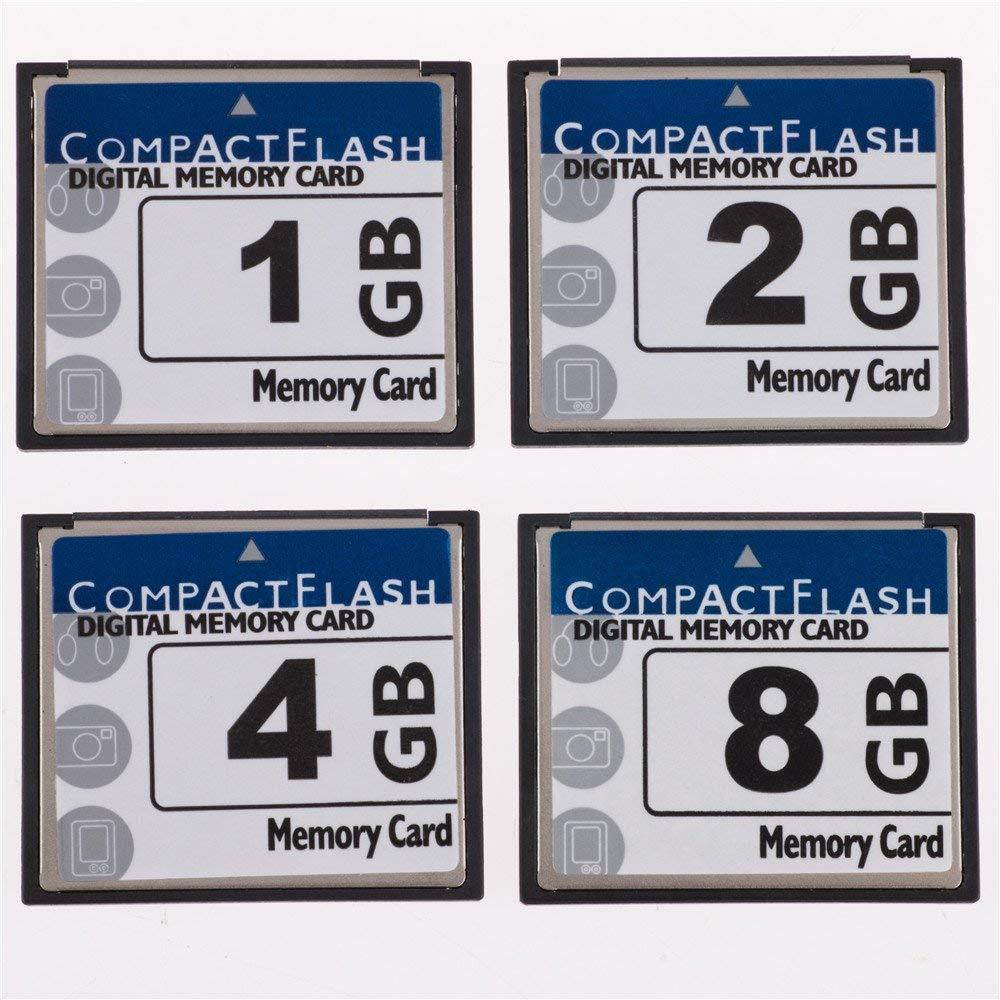 COMPACTFLASH
DIGITAL MEMORY CARD
1 GB
Memory Card
COMPACTFLASH
DIGITAL MEMORY CARD
2 GB
Memory Card
COMPACTFLASH
DIGITAL MEMORY CARD
4 GB
Memory Card
COMPACTFLASH
DIGITAL MEMORY CARD
8 GB
Memory Card